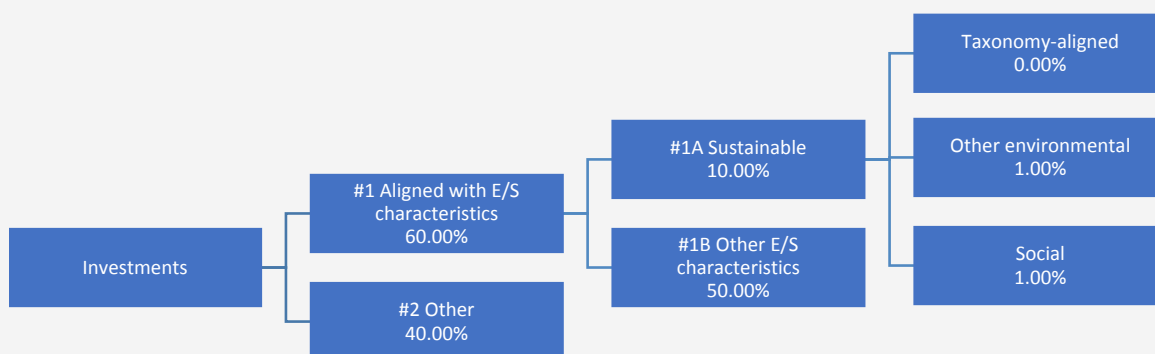 Investments
#1 Aligned with E/S
characteristics
60.00%
#2 Other
40.00%
#1A Sustainable
10.00%
#1B Other E/S
characteristics
50.00%
Taxonomy-aligned
0.00%
Other environmental
1.00%
Social
1.00%